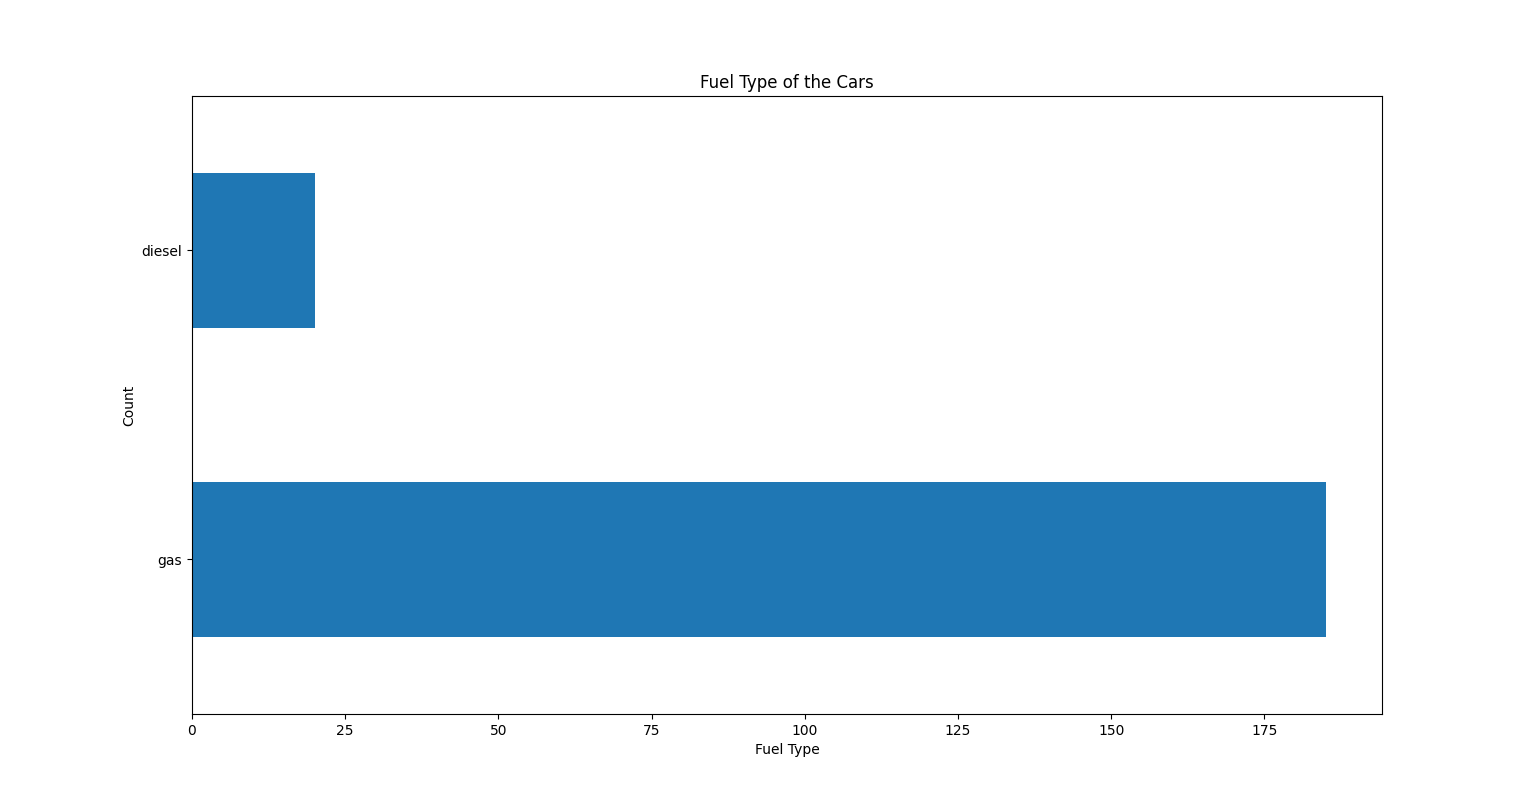 Fuel Type of the Cars
diesel
Count
gas
0 25 50 75 100 125 150 175
Fuel Type